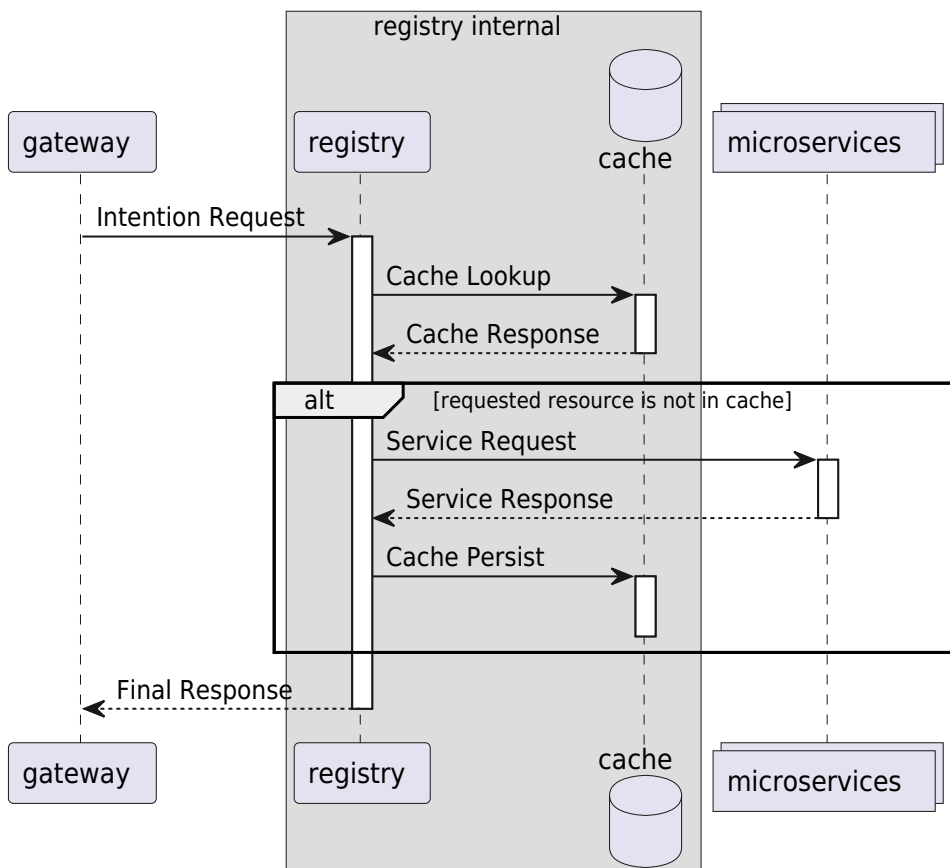 registry internal
gateway
registry
cache
microservices
Intention Request
Cache Lookup
Cache Response
alt
[requested resource is not in cache]
Service Request
Service Response
Cache Persist
Final Response
gateway
registry
cache
microservices